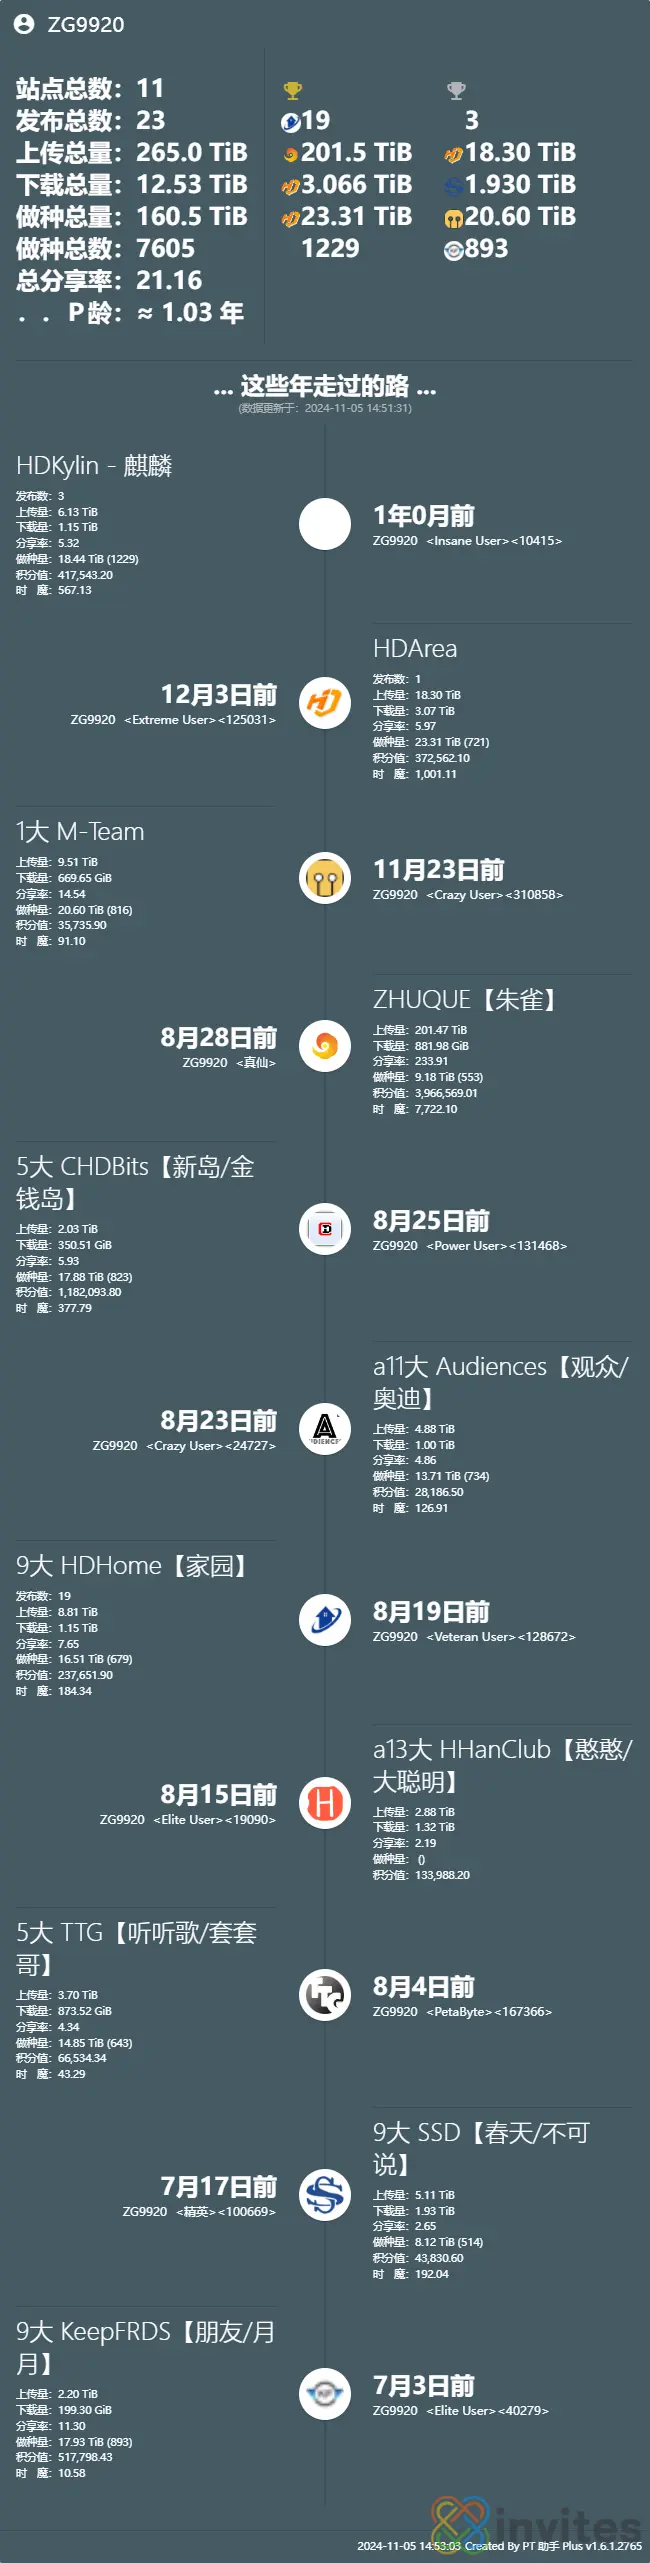 ZG9920
站点总数：11
发布总数：23
上传总量：265.0 TiB
下载总量：12.53 TiB
做种总量：160.5 TiB
做种总数：7605
总分享率：21.16
．．P龄：≈ 1.03 年
19
201.5 TiB
3.066 TiB
23.31 TiB
1229
3
18.30 TiB
1.930 TiB
20.60 TiB
893
... 这些年走过的路 ...
(数据更新于：2024-11-05 14:51:31)
HDKylin - 麒麟
发布数：3
上传量：6.13 TiB
下载量：1.15 TiB
分享率：5.32
做种量：18.44 TiB (1229)
积分值：417,543.20
时　魔：567.13
1年0月前
ZG9920 <Insane User><10415>
HDArea
发布数：1
上传量：18.30 TiB
下载量：3.07 TiB
分享率：5.97
做种量：23.31 TiB (721)
积分值：372,562.10
时　魔：1,001.11
12月3日前
ZG9920 <Extreme User><125031>
1大 M-Team
上传量：9.51 TiB
下载量：669.65 GiB
分享率：14.54
做种量：20.60 TiB (816)
积分值：35,735.90
时　魔：91.10
11月23日前
ZG9920 <Crazy User><310858>
ZHUQUE【朱雀】
上传量：201.47 TiB
下载量：881.98 GiB
分享率：233.91
做种量：9.18 TiB (553)
积分值：3,966,569.01
时　魔：7,722.10
8月28日前
ZG9920 <真仙>
5大 CHDBits【新岛/金
钱岛】
上传量：2.03 TiB
下载量：350.51 GiB
分享率：5.93
做种量：17.88 TiB (823)
积分值：1,182,093.80
时　魔：377.79
8月25日前
ZG9920 <Power User><131468>
a11大 Audiences【观众/
奥迪】
上传量：4.88 TiB
下载量：1.00 TiB
分享率：4.86
做种量：13.71 TiB (734)
积分值：28,186.50
时　魔：126.91
8月23日前
ZG9920 <Crazy User><24727>
9大 HDHome【家园】
发布数：19
上传量：8.81 TiB
下载量：1.15 TiB
分享率：7.65
做种量：16.51 TiB (679)
积分值：237,651.90
时　魔：184.34
8月19日前
ZG9920 <Veteran User><128672>
a13大 HHanClub【憨憨/
大聪明】
上传量：2.88 TiB
下载量：1.32 TiB
分享率：2.19
做种量： ()
积分值：133,988.20
8月15日前
ZG9920 <Elite User><19090>
5大 TTG【听听歌/套套
哥】
上传量：3.70 TiB
下载量：873.52 GiB
分享率：4.34
做种量：14.85 TiB (643)
积分值：66,534.34
时　魔：43.29
8月4日前
ZG9920 <PetaByte><167366>
9大 SSD【春天/不可
说】
上传量：5.11 TiB
下载量：1.93 TiB
分享率：2.65
做种量：8.12 TiB (514)
积分值：43,830.60
时　魔：192.04
7月17日前
ZG9920 <精英><100669>
9大 KeepFRDS【朋友/月
月】
上传量：2.20 TiB
下载量：199.30 GiB
分享率：11.30
做种量：17.93 TiB (893)
积分值：517,798.43
时　魔：10.58
7月3日前
ZG9920 <Elite User><40279>
invites
2024-11-05 14:53:03 Created By PT 助手 Plus v1.6.1.2765